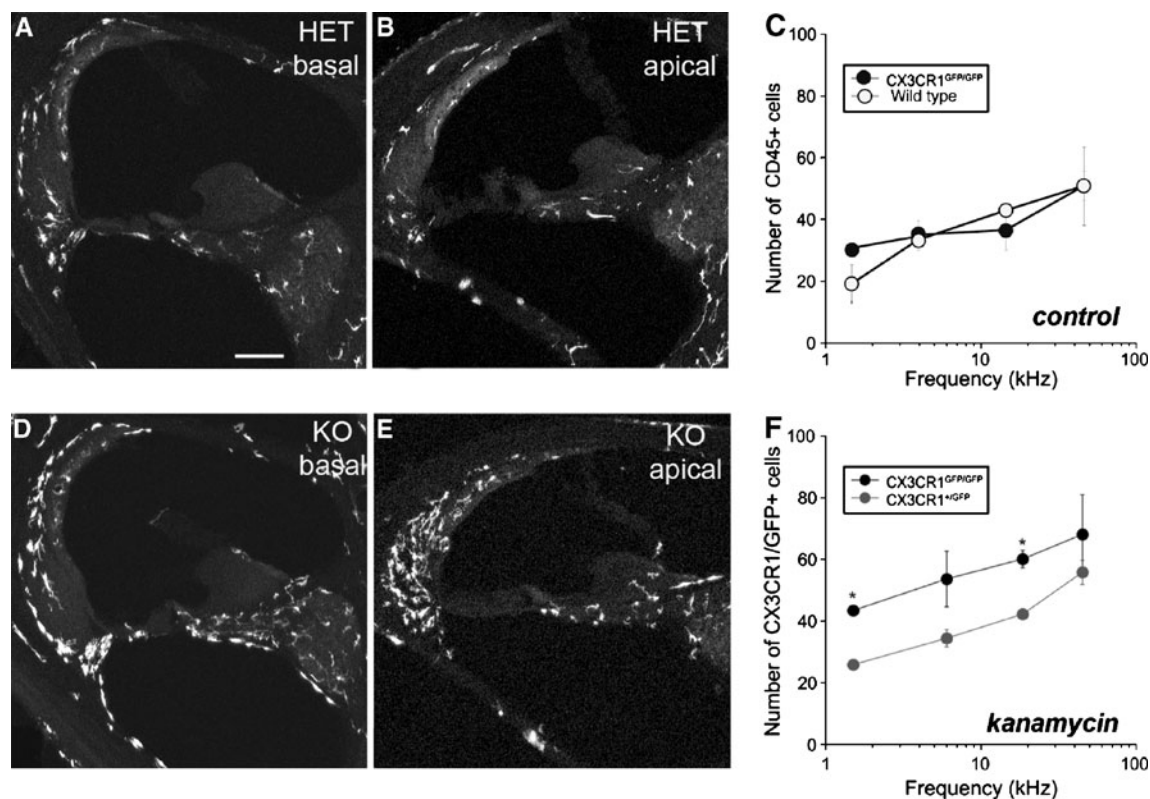 A
HET
basal
B
HET
apical
C
100
80
60
40
20
0
Number of CD45+ cells
CX3CR1GFP/GFP
Wild type
control
1
10
100
Frequency (kHz)
D
KO
basal
E
KO
apical
F
100
80
60
40
20
0
Number of CX3CR1/GFP+ cells
CX3CR1GFP/GFP
CX3CR1+/GFP
*
*
kanamycin
1
10
100
Frequency (kHz)